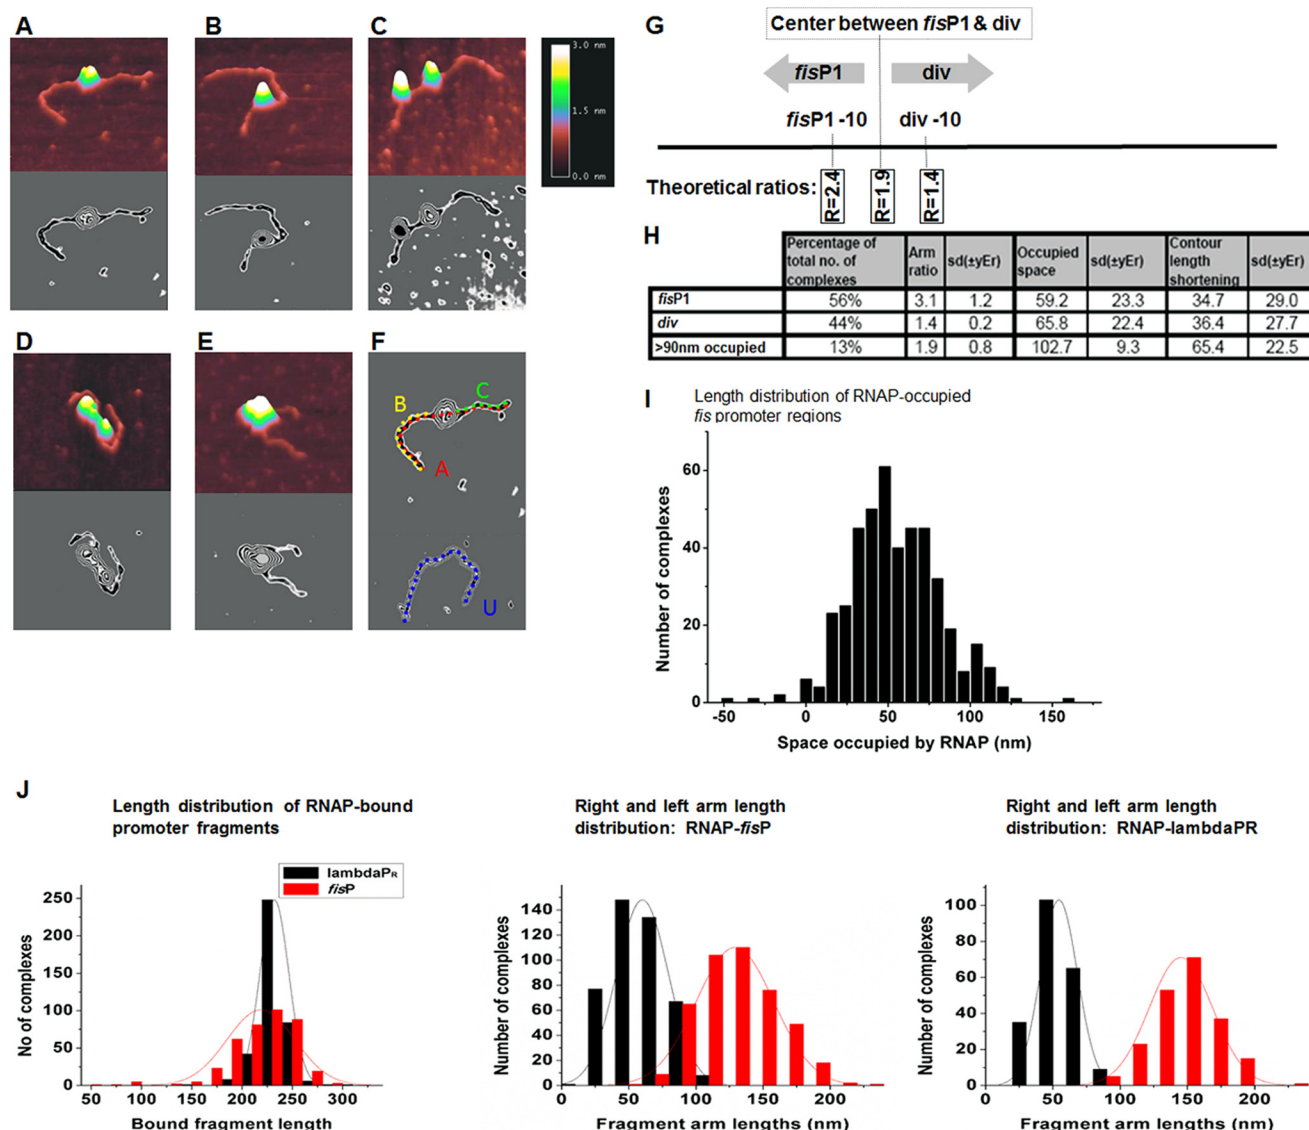 A
B
C
3.0 nm
1.5 nm
0.0 nm
D
E
F
B
C
A
U
G
Center between fisP1 & div
fisP1
div
fisP1 -10
div -10
Theoretical ratios:
R=2.4
R=1.9
R=1.4
H
Percentage of total no. of complexes
Arm ratio
sd(±yEr)
Occupied space
sd(±yEr)
Contour length shortening
sd(±yEr)
fisP1 56% 3.1 1.2 59.2 23.3 34.7 29.0
div 44% 1.4 0.2 65.8 22.4 36.4 27.7
>90nm occupied 13% 1.9 0.8 102.7 9.3 65.4 22.5
I
Length distribution of RNAP-occupied
fis promoter regions
Number of complexes
60
40
20
0
-50 0 50 100 150
Space occupied by RNAP (nm)
J
Length distribution of RNAP-bound
promoter fragments
lambdaPR
fisP
No of complexes
250
200
150
100
50
0
50 100 150 200 250 300
Bound fragment length
Right and left arm length
distribution: RNAP-fisP
Number of complexes
140
120
100
80
60
40
20
0
0 50 100 150 200
Fragment arm lengths (nm)
Right and left arm length
distribution: RNAP-lambdaPR
Number of complexes
100
80
60
40
20
0
0 50 100 150 200
Fragment arm lengths (nm)